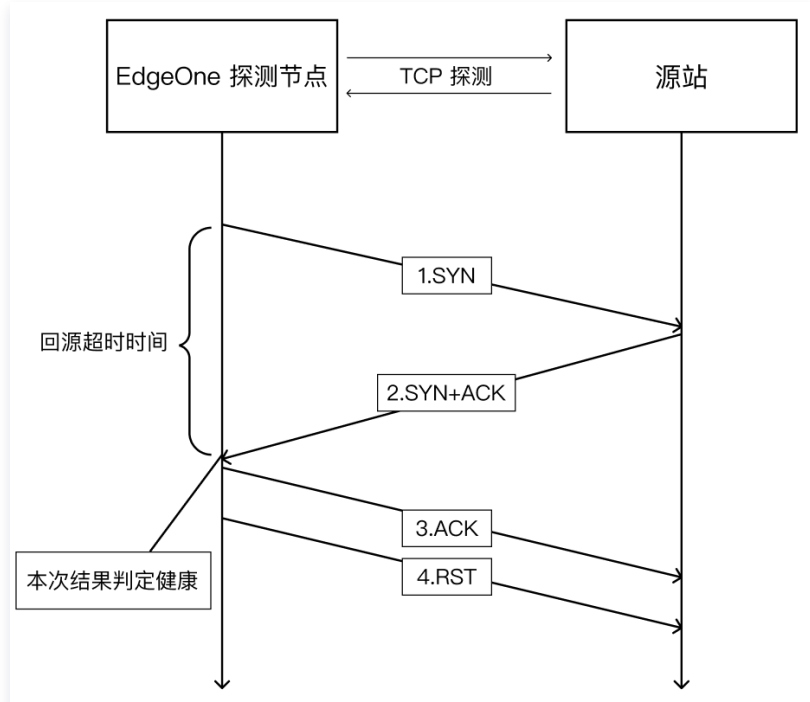 EdgeOne 探测节点
TCP 探测
源站
1.SYN
回源超时时间
2.SYN+ACK
3.ACK
本次结果判定健康
4.RST